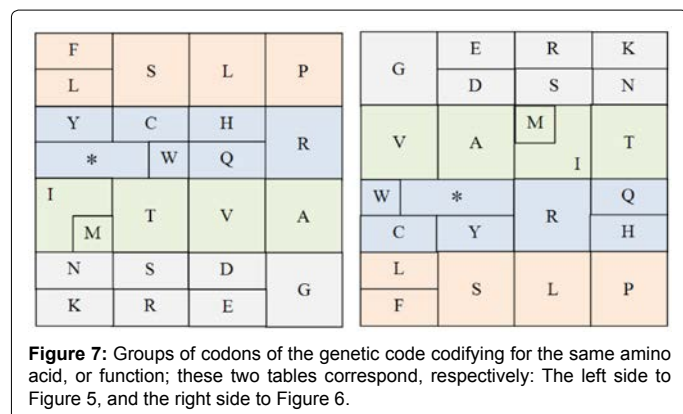 F
S
L
P
L
Y
C
H
R
*
W
Q
I
T
V
A
M
N
S
D
G
K
R
E
G
E
R
K
D
S
N
V
A
M
T
I
W
*
R
Q
C
Y
H
L
S
L
P
F
Figure 7: Groups of codons of the genetic code codifying for the same amino
acid, or function; these two tables correspond, respectively: The left side to
Figure 5, and the right side to Figure 6.